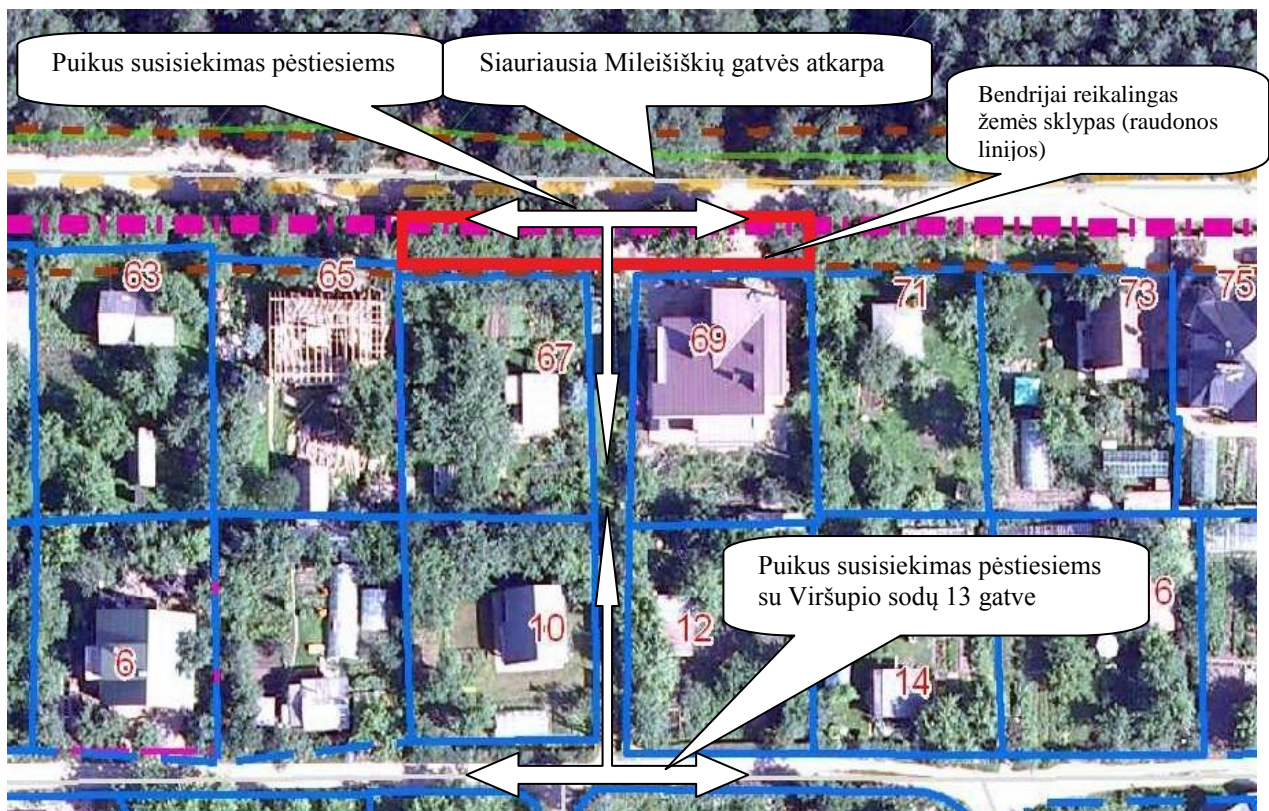 Puikus susisiekimas pėstiesiems
Siauriausia Mileišiškių gatvės atkarpa
Bendrijai reikalingas
žemės sklypas (raudonos
linijos)
63
65
67
69
71
73
75
Puikus susisiekimas pėstiesiems
su Viršupio sodų 13 gatve
6
10
12
14
6